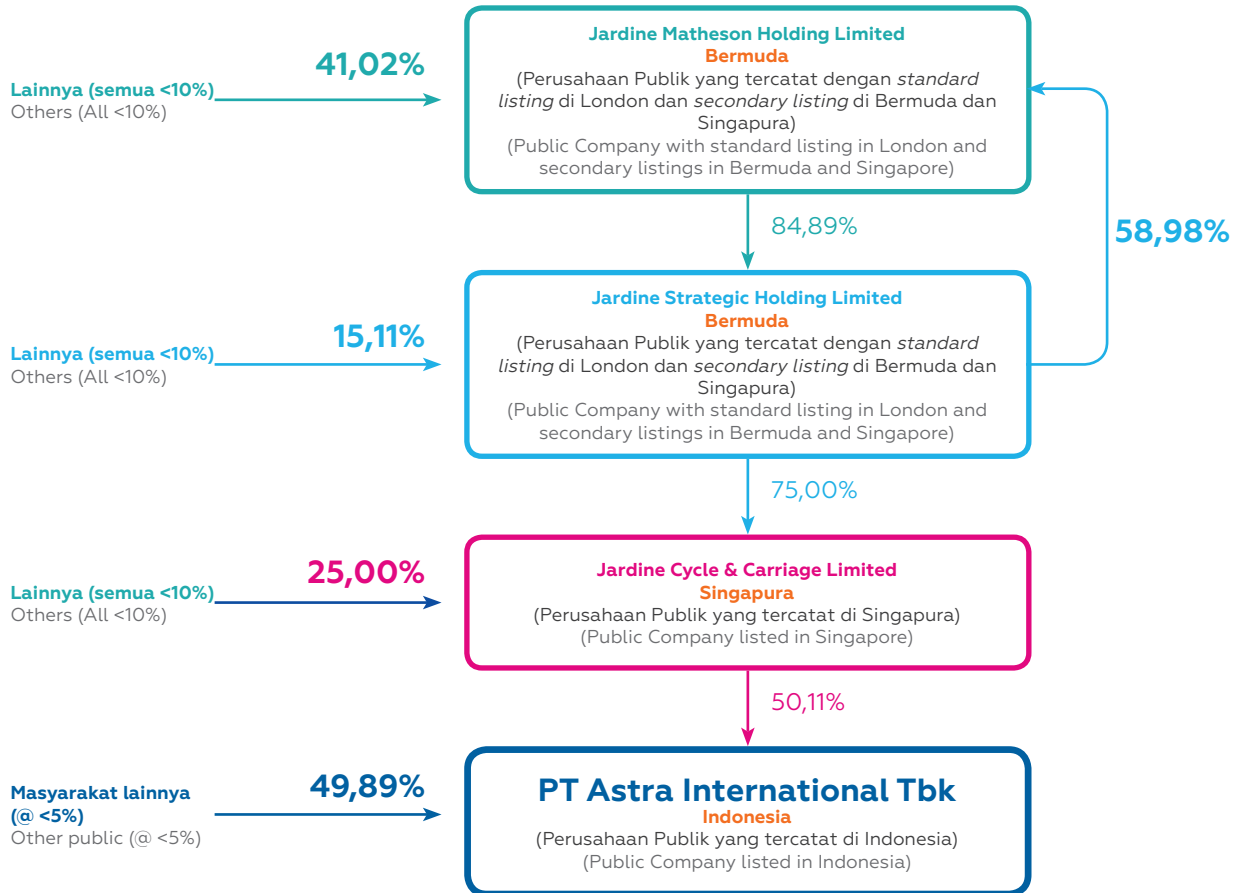 Jardine Matheson Holding Limited
Bermuda
(Perusahaan Publik yang tercatat dengan standard
listing di London dan secondary listing di Bermuda dan
Singapura)
(Public Company with standard listing in London and
secondary listings in Bermuda and Singapore)
41,02%
Lainnya (semua <10%)
Others (All <10%)
84,89%
58,98%
Jardine Strategic Holding Limited
Bermuda
(Perusahaan Publik yang tercatat dengan standard
listing di London dan secondary listing di Bermuda dan
Singapura)
(Public Company with standard listing in London and
secondary listings in Bermuda and Singapore)
15,11%
Lainnya (semua <10%)
Others (All <10%)
75,00%
Jardine Cycle & Carriage Limited
Singapura
(Perusahaan Publik yang tercatat di Singapura)
(Public Company listed in Singapore)
25,00%
Lainnya (semua <10%)
Others (All <10%)
50,11%
PT Astra International Tbk
Indonesia
(Perusahaan Publik yang tercatat di Indonesia)
(Public Company listed in Indonesia)
49,89%
Masyarakat lainnya
(@ <5%)
Other public (@ <5%)